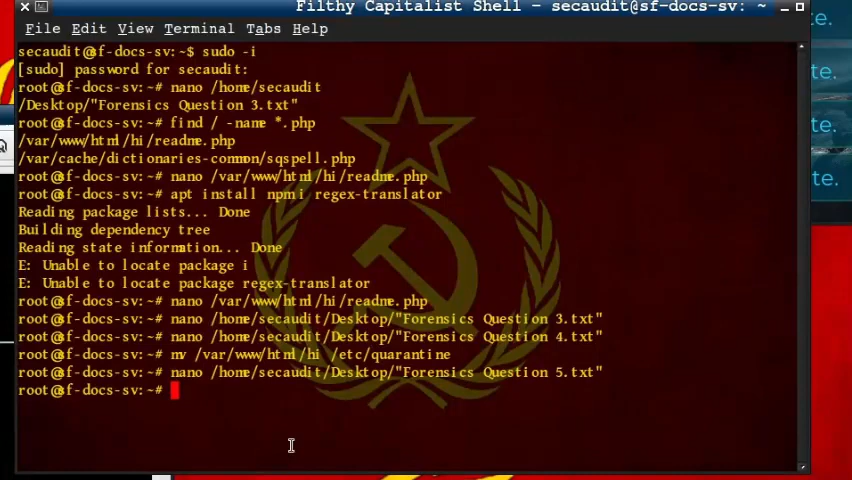 Filthy Capitalist Shell - secaudit@sf-docs-sv: ~
File Edit View Terminal Tabs Help
secaudit@sf-docs-sv:~$ sudo -i
[sudo] password for secaudit:
root@sf-docs-sv:~# nano /home/secaudit
/Desktop/"Forensics Question 3.txt"
root@sf-docs-sv:~# find / -name *.php
/var/www/html/hi/readme.php
/var/cache/dictionaries-common/sqspell.php
root@sf-docs-sv:~# nano /var/www/html/hi/readme.php
root@sf-docs-sv:~# apt install npm i regex-translator
Reading package lists... Done
Building dependency tree
Reading state information... Done
E: Unable to locate package i
E: Unable to locate package regex-translator
root@sf-docs-sv:~# nano /var/www/html/hi/readme.php
root@sf-docs-sv:~# nano /home/secaudit/Desktop/"Forensics Question 3.txt"
root@sf-docs-sv:~# nano /home/secaudit/Desktop/"Forensics Question 4.txt"
root@sf-docs-sv:~# mv /var/www/html/hi /etc/quarantine
root@sf-docs-sv:~# nano /home/secaudit/Desktop/"Forensics Question 5.txt"
root@sf-docs-sv:~#
ute.
te.
ute.
te.